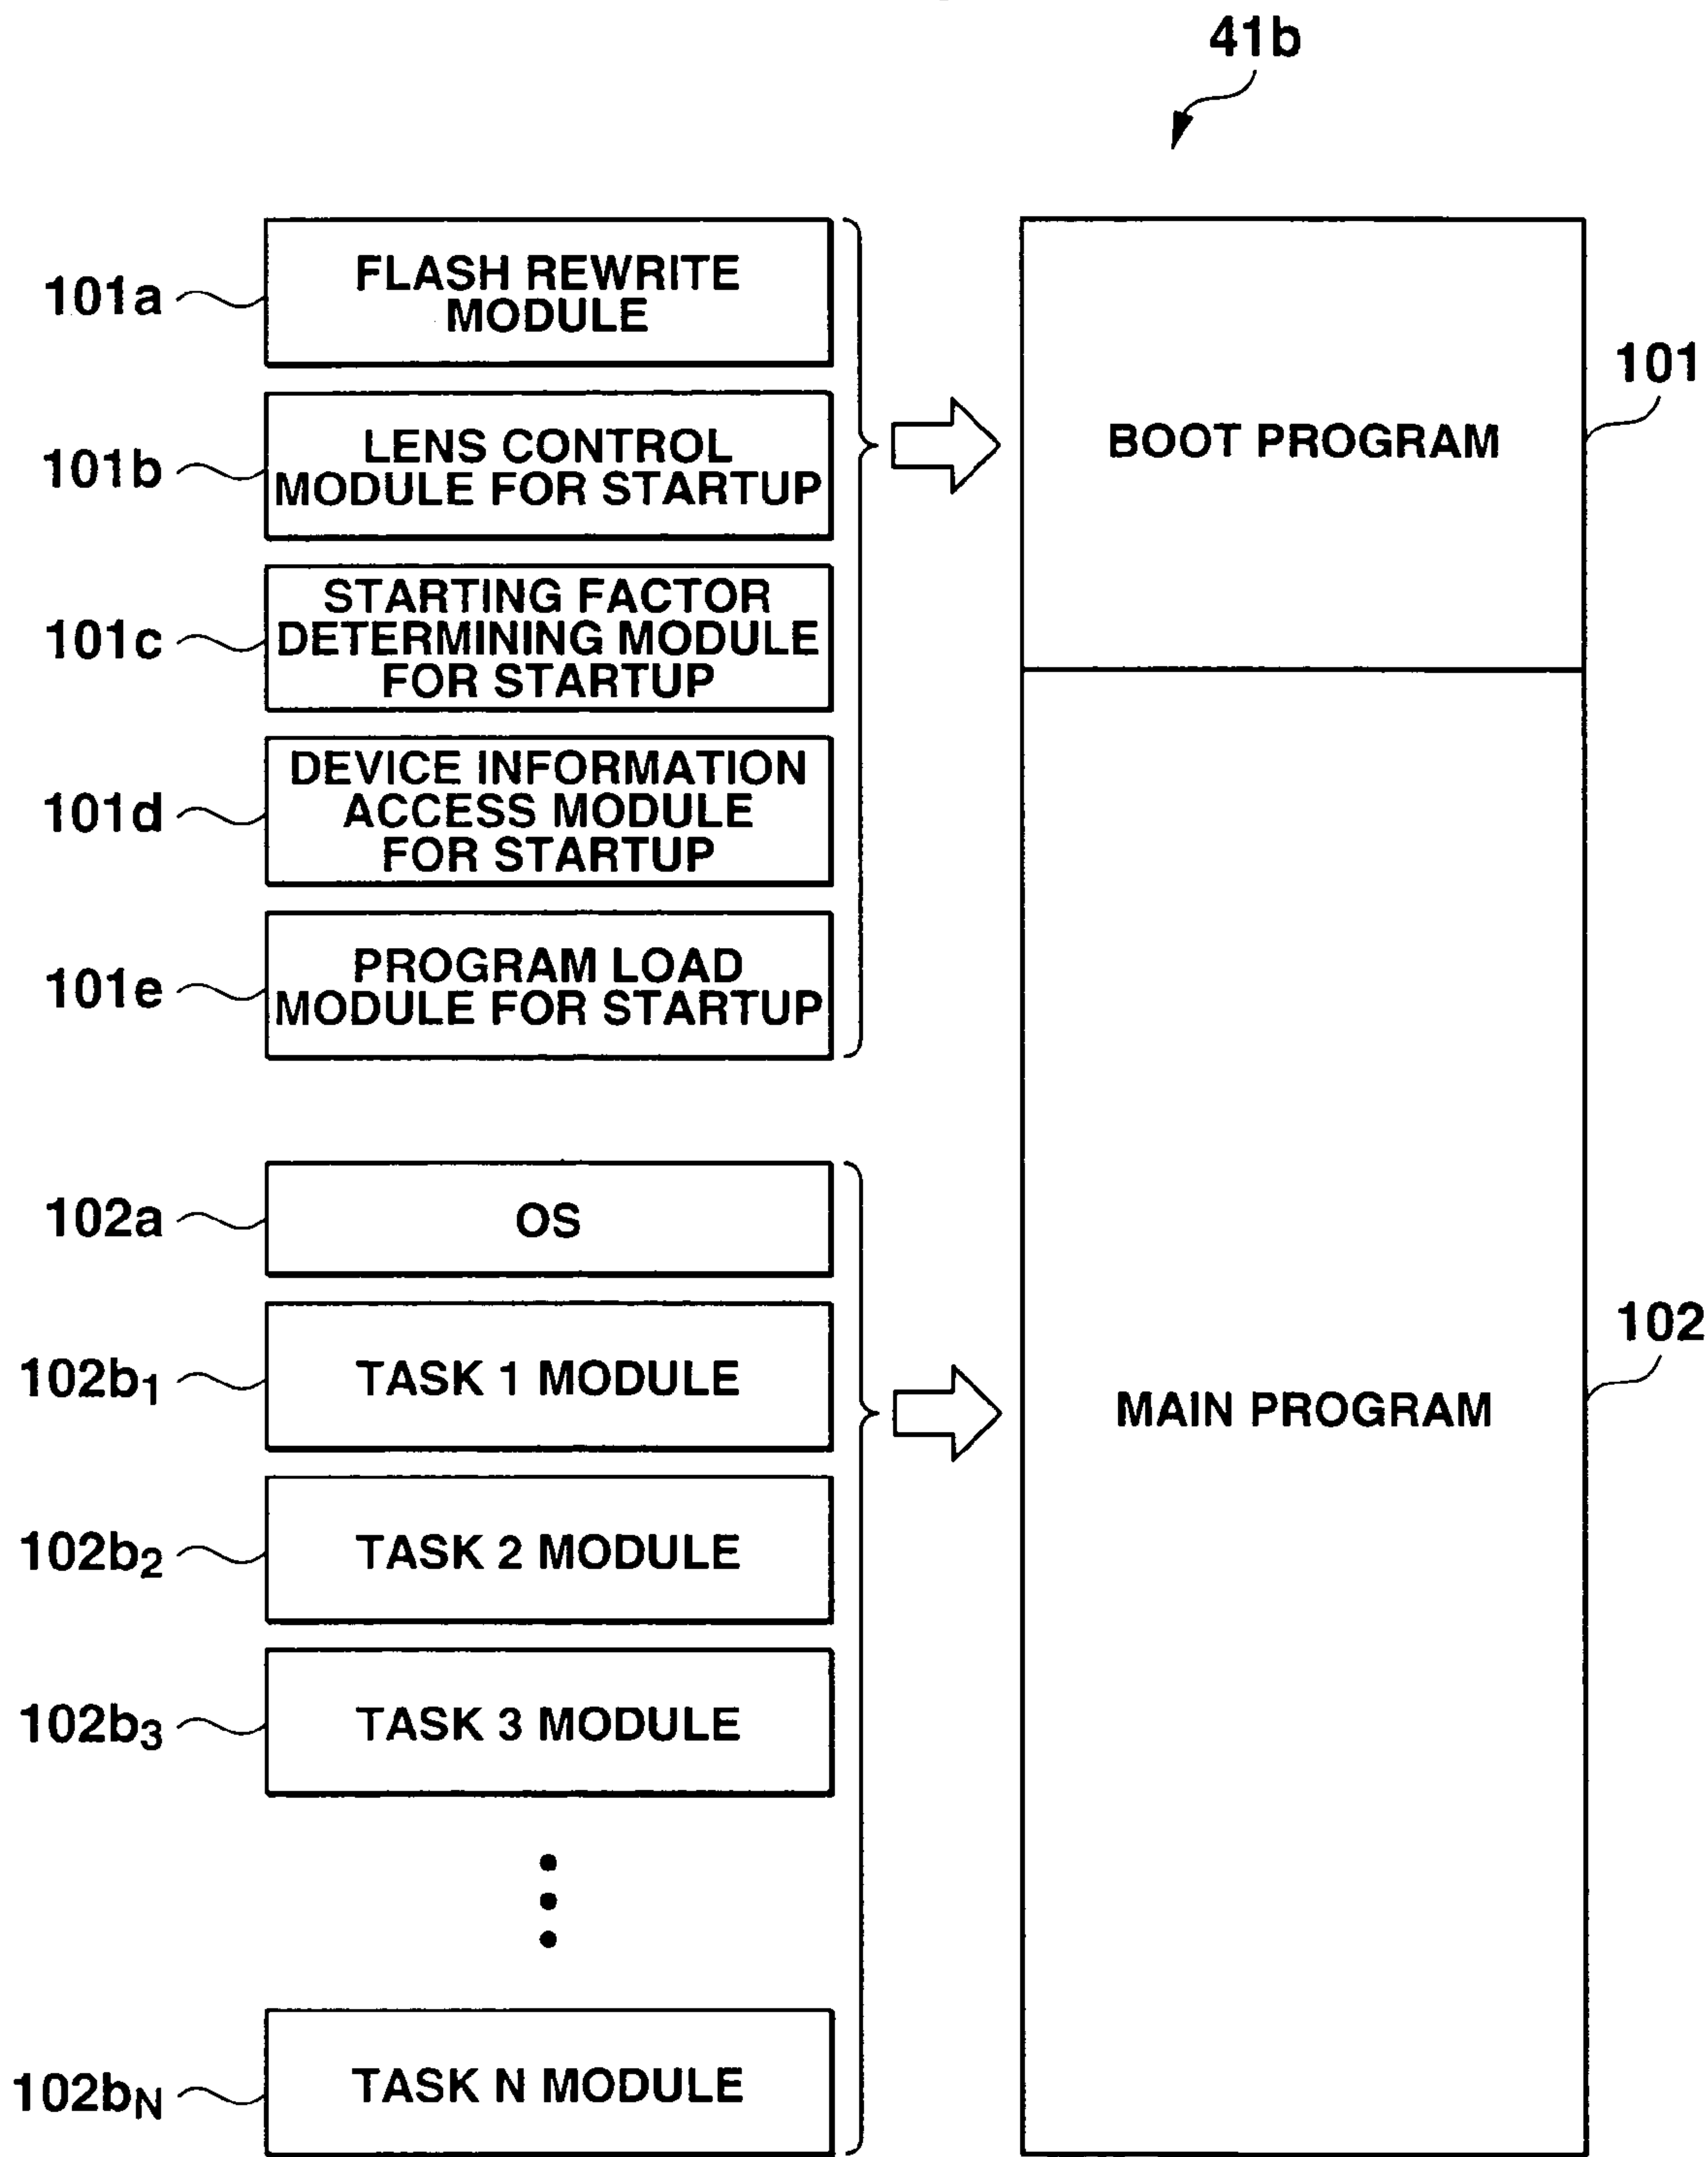 41b
101a
FLASH REWRITE
MODULE
101b
LENS CONTROL
MODULE FOR STARTUP
101c
STARTING FACTOR
DETERMINING MODULE
FOR STARTUP
101d
DEVICE INFORMATION
ACCESS MODULE
FOR STARTUP
101e
PROGRAM LOAD
MODULE FOR STARTUP
BOOT PROGRAM
101
102a
OS
102b1
TASK 1 MODULE
102b2
TASK 2 MODULE
102b3
TASK 3 MODULE
102bN
TASK N MODULE
MAIN PROGRAM
102